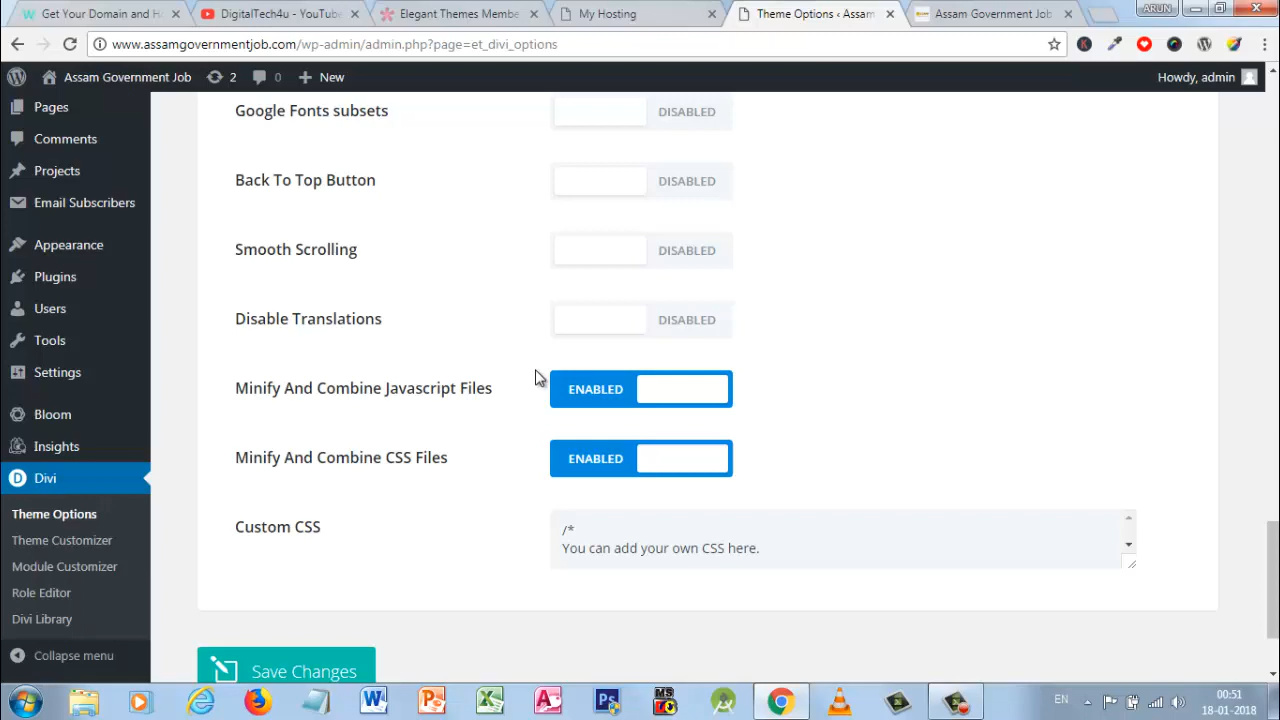 Get Your Domain and Ho
DigitalTech4u - YouTube
Elegant Themes Membe
My Hosting
Theme Options ‹ Assam
Assam Government Job
ARUN
www.assamgovernmentjob.com/wp-admin/admin.php?page=et_divi_options
Assam Government Job
2
0
New
Howdy, admin
Pages
Comments
Projects
Email Subscribers
Appearance
Plugins
Users
Tools
Settings
Bloom
Insights
Divi
Theme Options
Theme Customizer
Module Customizer
Role Editor
Divi Library
Collapse menu
Google Fonts subsets
DISABLED
Back To Top Button
DISABLED
Smooth Scrolling
DISABLED
Disable Translations
DISABLED
Minify And Combine Javascript Files
ENABLED
Minify And Combine CSS Files
ENABLED
Custom CSS
/*
You can add your own CSS here.
Save Changes
EN
00:51
18-01-2018